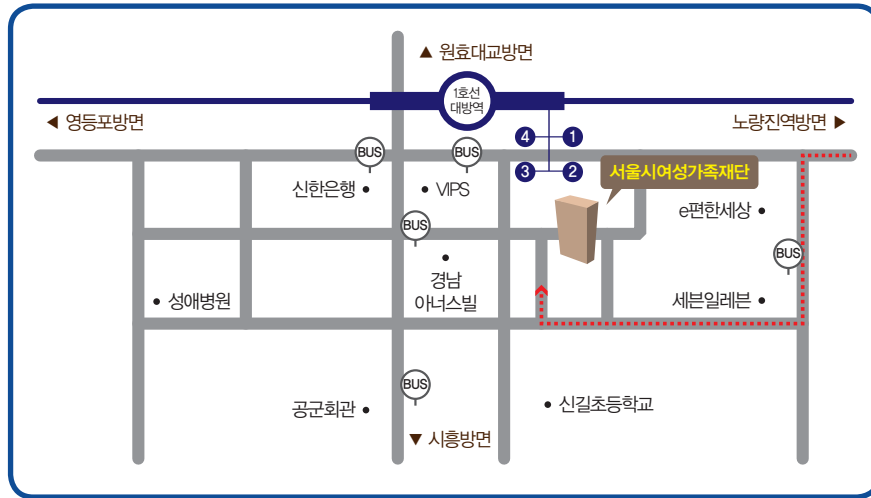 ▲ 원효대교방면
1호선
대방역
◀ 영등포방면
노량진역방면 ▶
4
1
BUS
BUS
3
2
서울시여성가족재단
신한은행
VIPS
e편한세상
BUS
BUS
경남
아너스빌
성애병원
세븐일레븐
BUS
공군회관
신길초등학교
▼ 시흥방면